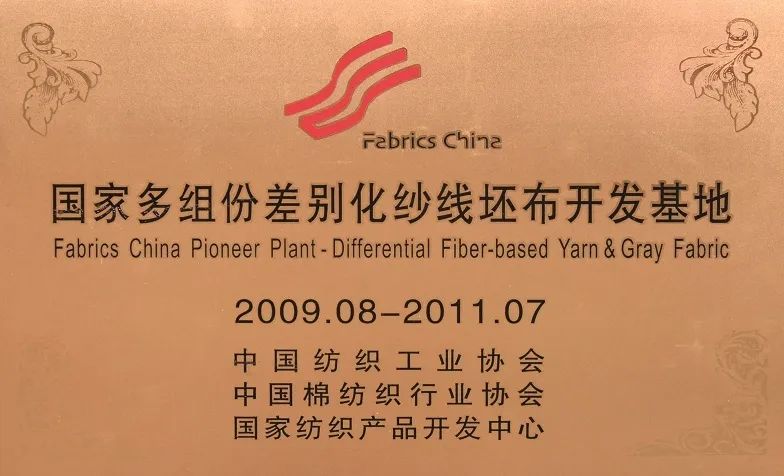 Fabrics China
国家多组份差别化纱线坯布开发基地
Fabrics China Pioneer Plant - Differential Fiber-based Yarn & Gray Fabric
2009.08-2011.07
中国纺织工业协会
中国棉纺织行业协会
国家纺织产品开发中心